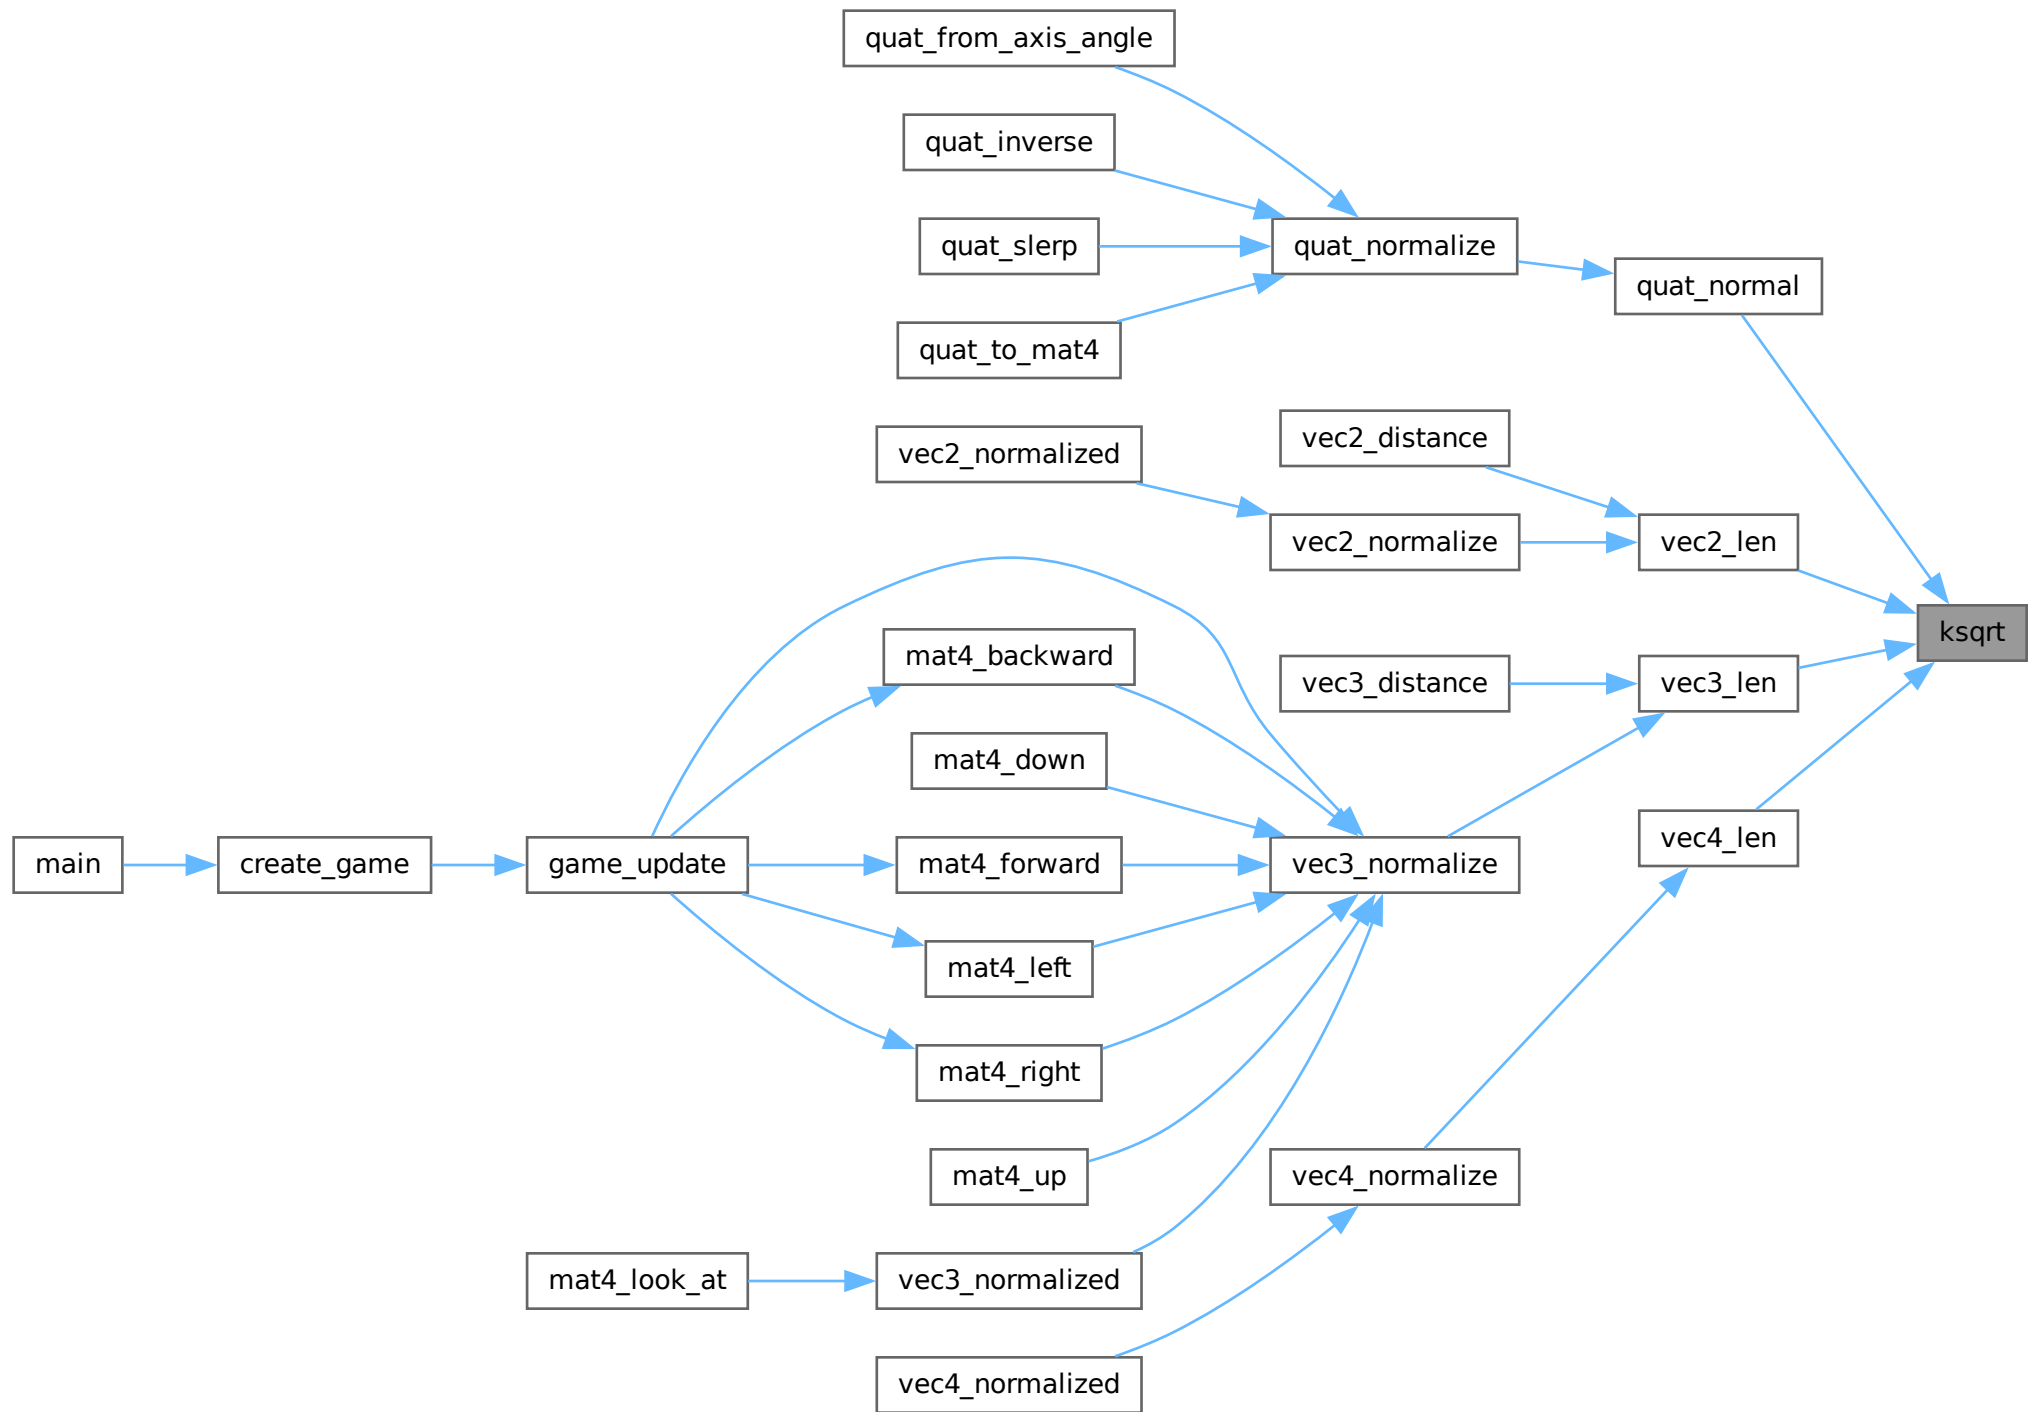 quat_from_axis_angle
quat_inverse
quat_slerp
quat_normalize
quat_normal
quat_to_mat4
vec2_distance
vec2_normalized
vec2_normalize
vec2_len
ksqrt
mat4_backward
vec3_distance
vec3_len
mat4_down
vec4_len
main
create_game
game_update
mat4_forward
vec3_normalize
mat4_left
mat4_right
mat4_up
vec4_normalize
mat4_look_at
vec3_normalized
vec4_normalized